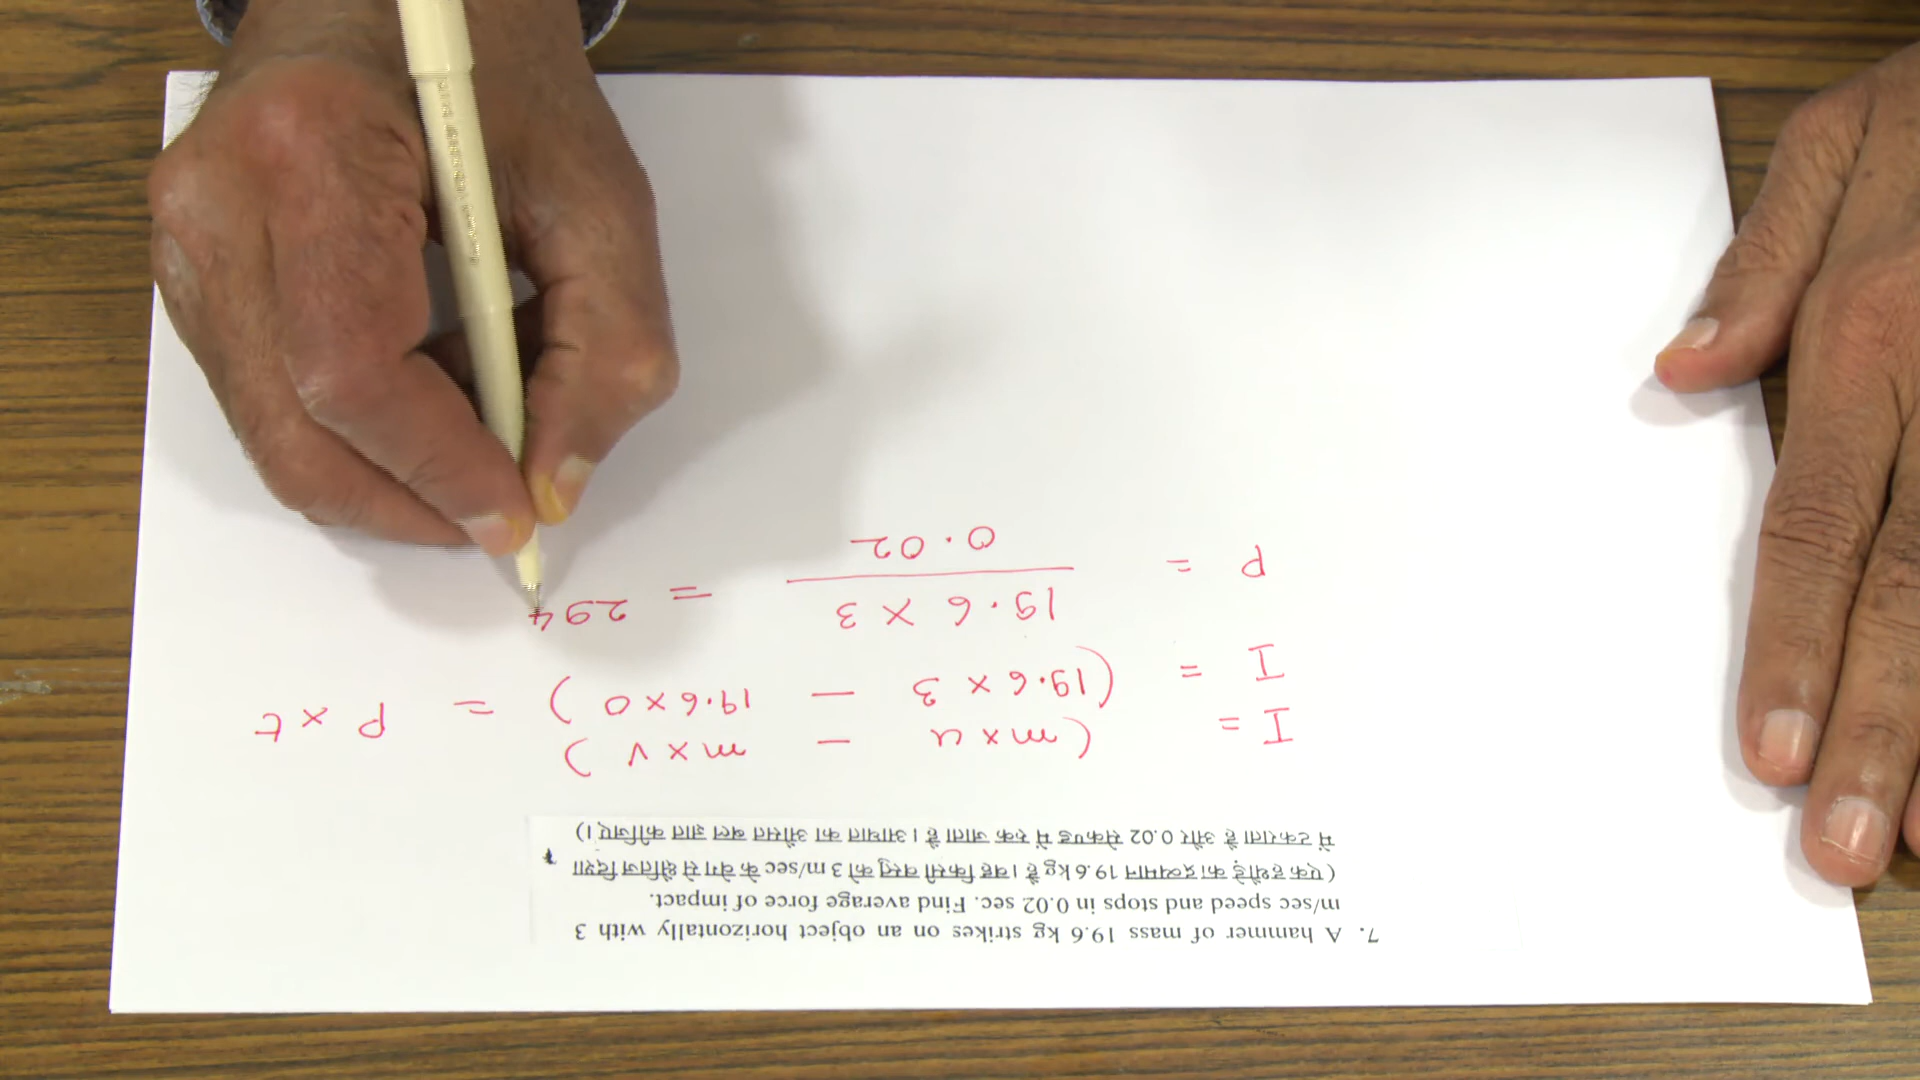 7. A hammer of mass 19.6 kg strikes on an object horizontally with 3
m/sec speed and stops in 0.02 sec. Find average force of impact.
(एक हथौड़े का द्रव्यमान 19.6 kg है। वह किसी वस्तु को 3 m/sec के वेग से क्षैतिज दिशा
में टकराता है और 0.02 सेकण्ड में रुक जाता है। आघात का औसत बल ज्ञात कीजिए।)
I = (m x u - m x v)
I = (19.6 x 3 - 19.6 x 0) = P x t
P = 19.6 x 3 / 0.02 = 294